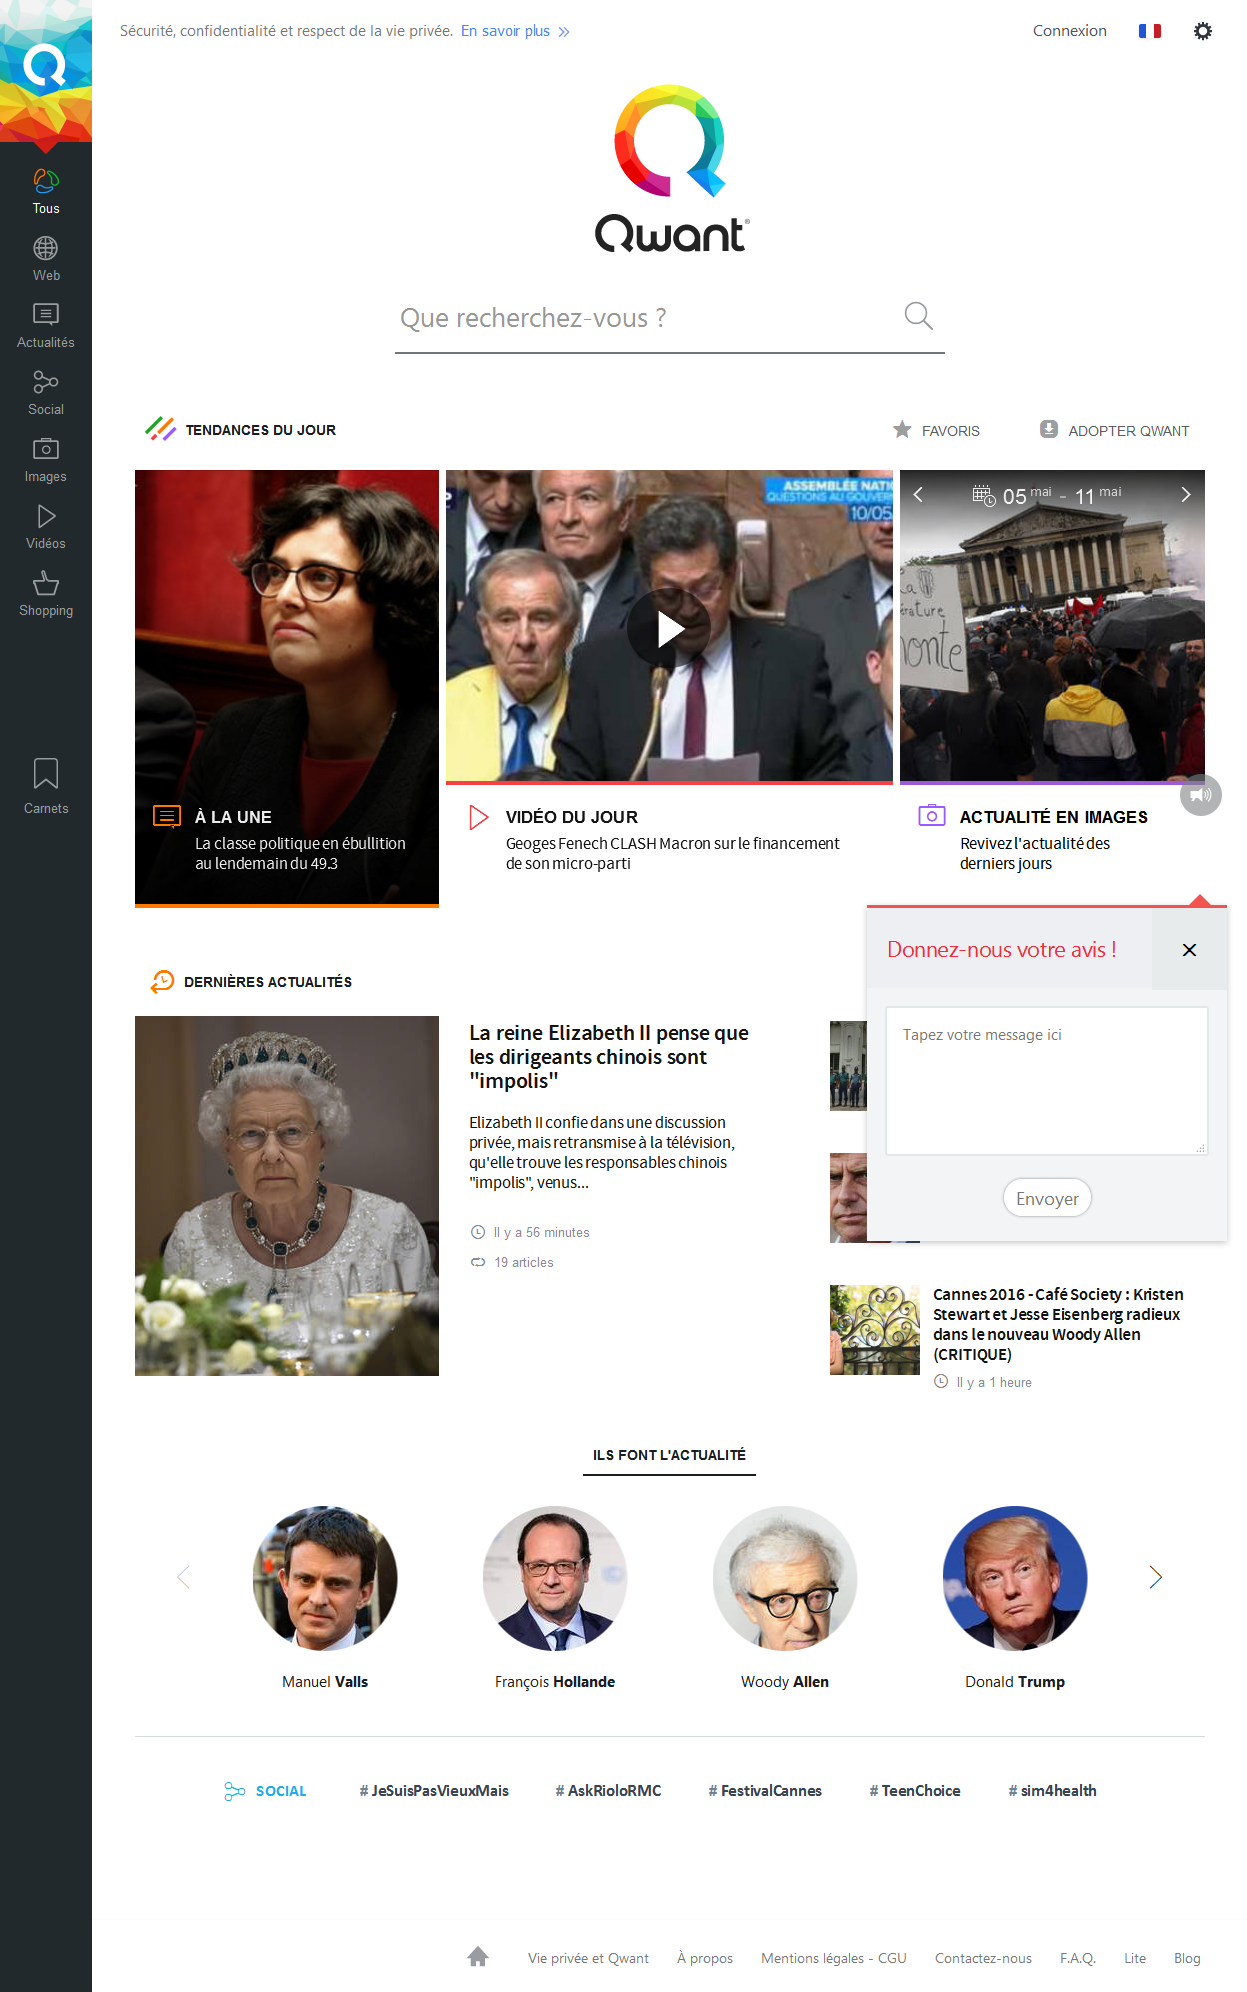 Sécurité, confidentialité et respect de la vie privée. En savoir plus »
Connexion
Qwant®
Que recherchez-vous ?
Tous
Web
Actualités
Social
Images
Vidéos
Shopping
Carnets
TENDANCES DU JOUR
FAVORIS
ADOPTER QWANT
ASSEMBLÉE NATI
QUESTIONS AU GOUVER
10/05
05 mai - 11 mai
La
érature
monte
À LA UNE
La classe politique en ébullition
au lendemain du 49.3
VIDÉO DU JOUR
Geoges Fenech CLASH Macron sur le financement
de son micro-parti
ACTUALITÉ EN IMAGES
Revivez l'actualité des
derniers jours
Donnez-nous votre avis !
Tapez votre message ici
Envoyer
DERNIÈRES ACTUALITÉS
La reine Elizabeth II pense que
les dirigeants chinois sont
"impolis"
Elizabeth II confie dans une discussion
privée, mais retransmise à la télévision,
qu'elle trouve les responsables chinois
"impolis", venus...
Il y a 56 minutes
19 articles
Cannes 2016 - Café Society : Kristen
Stewart et Jesse Eisenberg radieux
dans le nouveau Woody Allen
(CRITIQUE)
Il y a 1 heure
ILS FONT L'ACTUALITÉ
Manuel Valls
François Hollande
Woody Allen
Donald Trump
SOCIAL
# JeSuisPasVieuxMais
# AskRioloRMC
# FestivalCannes
# TeenChoice
# sim4health
Vie privée et Qwant
À propos
Mentions légales - CGU
Contactez-nous
F.A.Q.
Lite
Blog